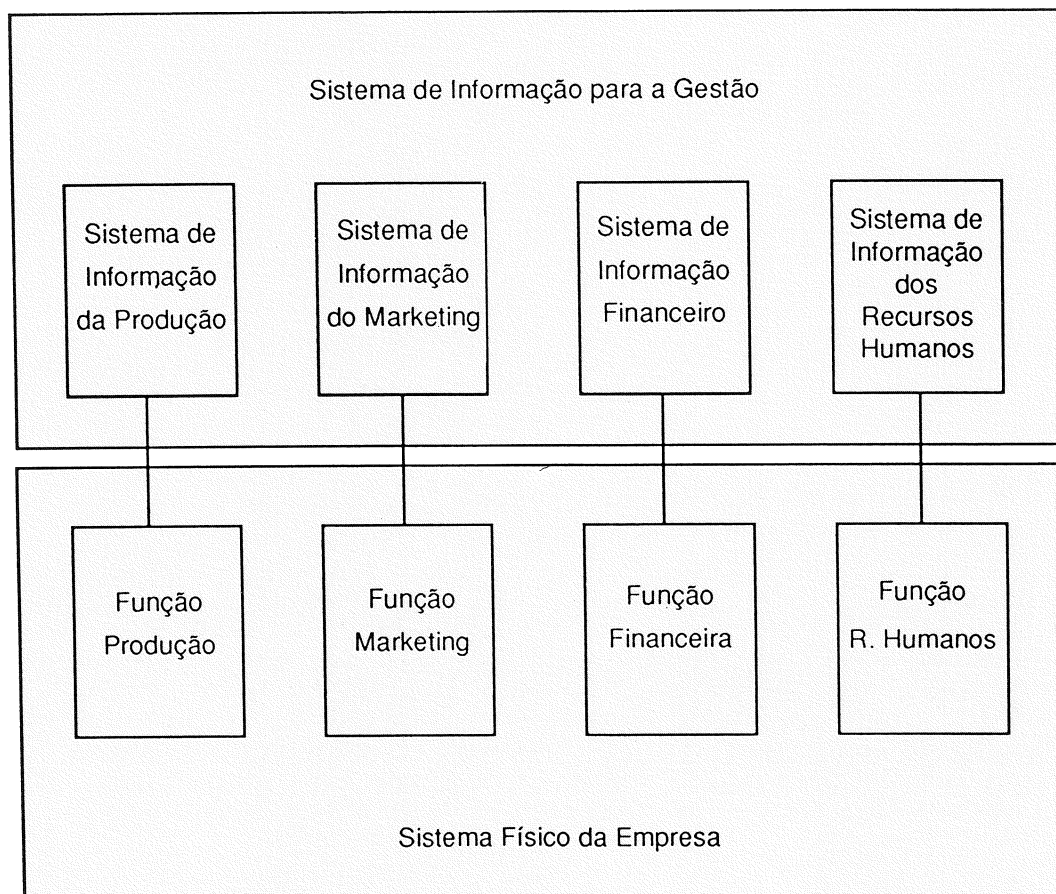 Sistema de Informação para a Gestão
Sistema de
Informação
da Produção
Sistema de
Informação
do Marketing
Sistema de
Informação
Financeiro
Sistema de
Informação
dos
Recursos
Humanos
Função
Produção
Função
Marketing
Função
Financeira
Função
R. Humanos
Sistema Físico da Empresa